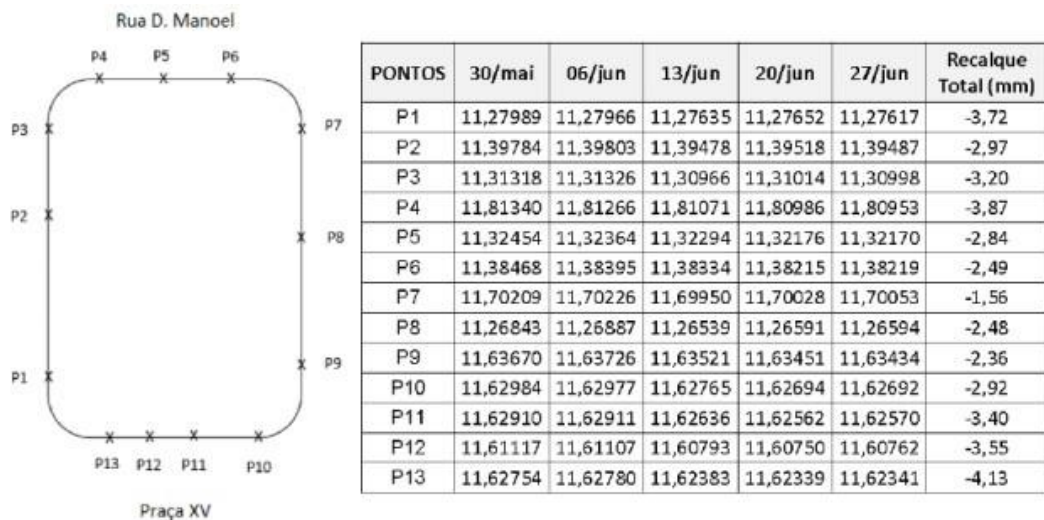 Rua D. Manoel
P4 P5 P6
P3 P7
P2 P8
P1 P9
P13 P12 P11 P10
Praça XV
PONTOS 30/mai 06/jun 13/jun 20/jun 27/jun Recalque Total (mm)
P1 11,27989 11,27966 11,27635 11,27652 11,27617 -3,72
P2 11,39784 11,39803 11,39478 11,39518 11,39487 -2,97
P3 11,31318 11,31326 11,30966 11,31014 11,30998 -3,20
P4 11,81340 11,81266 11,81071 11,80986 11,80953 -3,87
P5 11,32454 11,32364 11,32294 11,32176 11,32170 -2,84
P6 11,38468 11,38395 11,38334 11,38215 11,38219 -2,49
P7 11,70209 11,70226 11,69950 11,70028 11,70053 -1,56
P8 11,26843 11,26887 11,26539 11,26591 11,26594 -2,48
P9 11,63670 11,63726 11,63521 11,63451 11,63434 -2,36
P10 11,62984 11,62977 11,62765 11,62694 11,62692 -2,92
P11 11,62910 11,62911 11,62636 11,62562 11,62570 -3,40
P12 11,61117 11,61107 11,60793 11,60750 11,60762 -3,55
P13 11,62754 11,62780 11,62383 11,62339 11,62341 -4,13